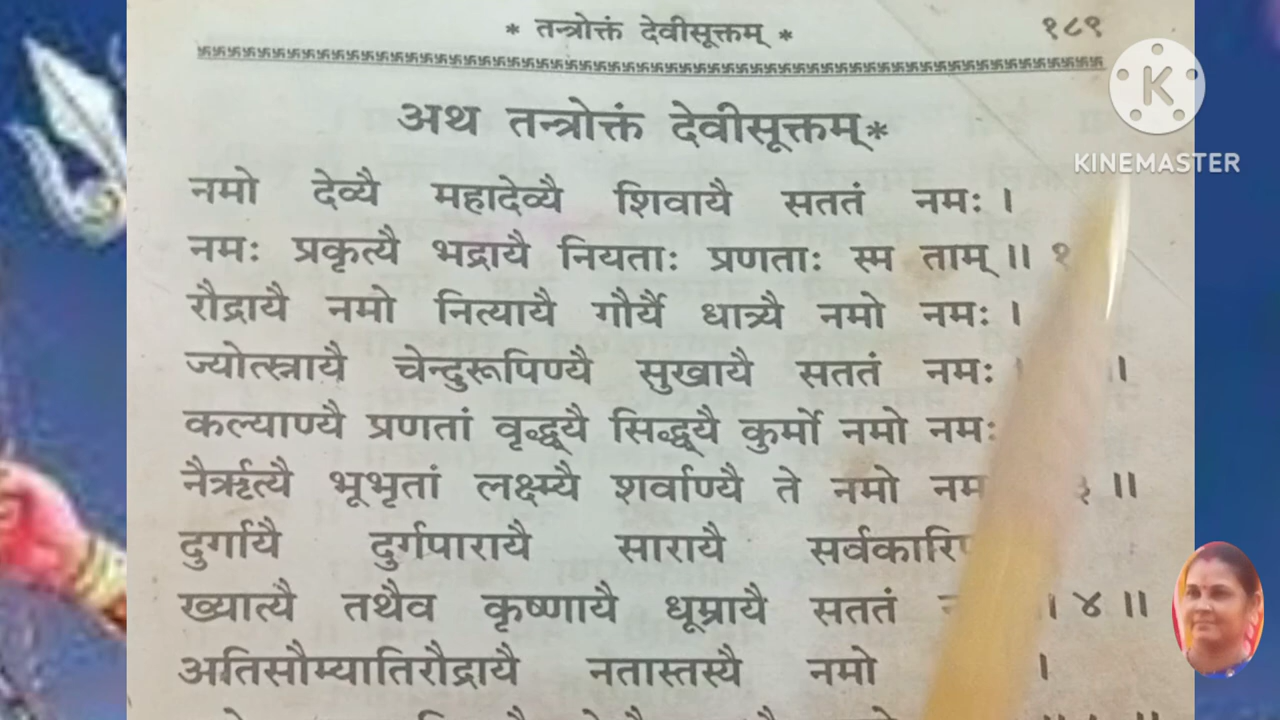 * तन्त्रोक्तं देवीसूक्तम् * १८९
KINEMASTER
अथ तन्त्रोक्तं देवीसूक्तम्*
नमो देव्यै महादेव्यै शिवायै सततं नमः ।
नमः प्रकृत्यै भद्रायै नियताः प्रणताः स्म ताम् ॥ १
रौद्रायै नमो नित्यायै गौर्यै धात्र्यै नमो नमः ।
ज्योत्स्नायै चेन्दुरूपिण्यै सुखायै सततं नमः ।
कल्याण्यै प्रणतां वृद्ध्यै सिद्ध्यै कुर्मो नमो नमः
नैर्ऋत्यै भूभृतां लक्ष्म्यै शर्वाण्यै ते नमो ॥
दुर्गायै दुर्गपारायै सारायै
ख्यात्यै तथैव कृष्णायै धूम्रायै सततं । ४ ॥
अतिसौम्यातिरौद्रायै नतास्तस्यै नमो ।